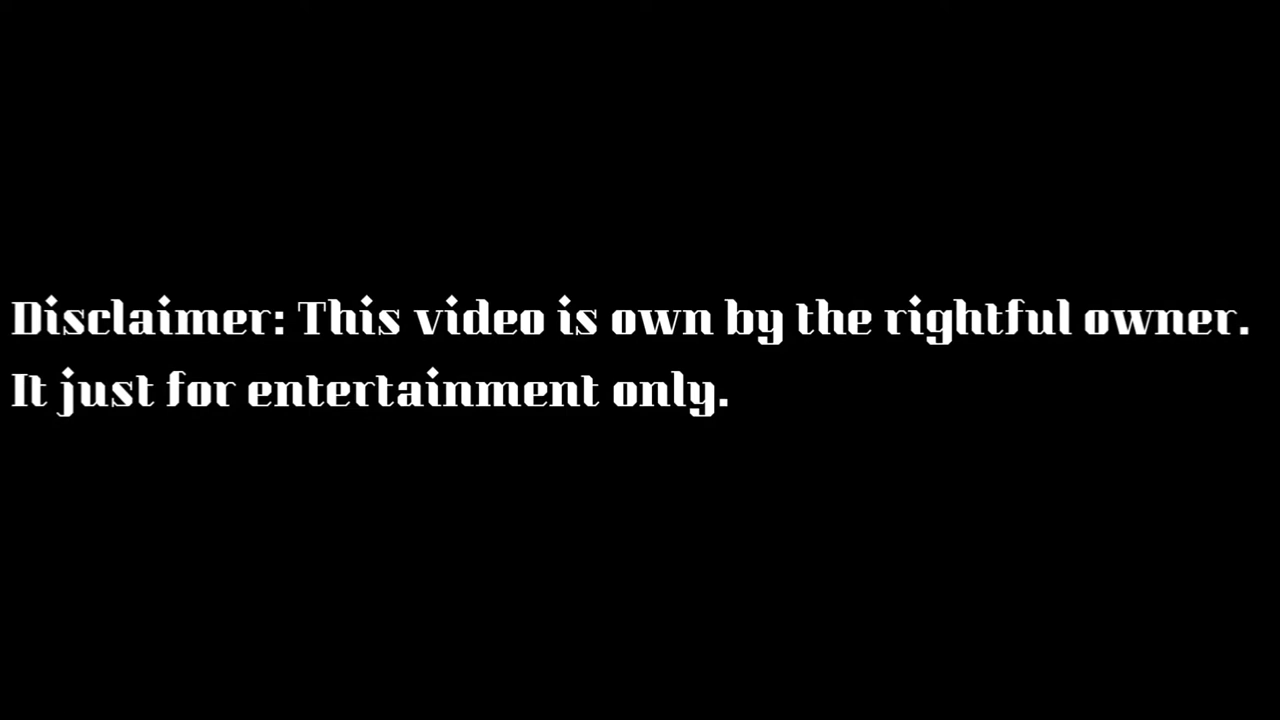 Disclaimer: This video is own by the rightful owner.
It just for entertainment only.